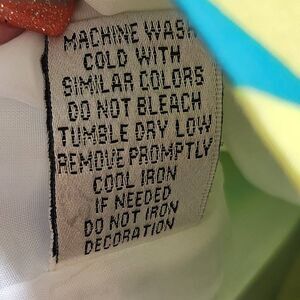 MACHINE WASH
COLD WITH
SIMILAR COLORS
DO NOT BLEACH
TUMBLE DRY LOW
REMOVE PROMPTLY
COOL IRON
IF NEEDED
DO NOT IRON
DECORATION